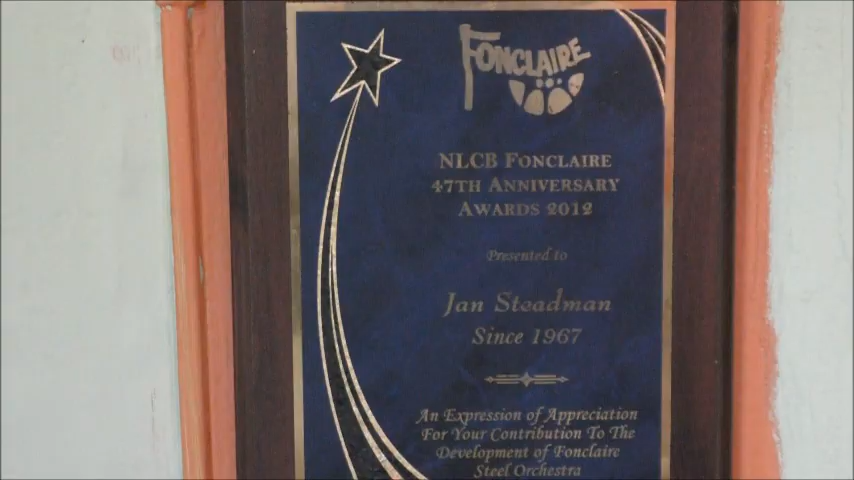 FONCLAIRE
NLCB FONCLAIRE
47TH ANNIVERSARY
AWARDS 2012
Presented to
Jan Steadman
Since 1967
An Expression of Appreciation
For Your Contribution To The
Development of Fonclaire
Steel Orchestra